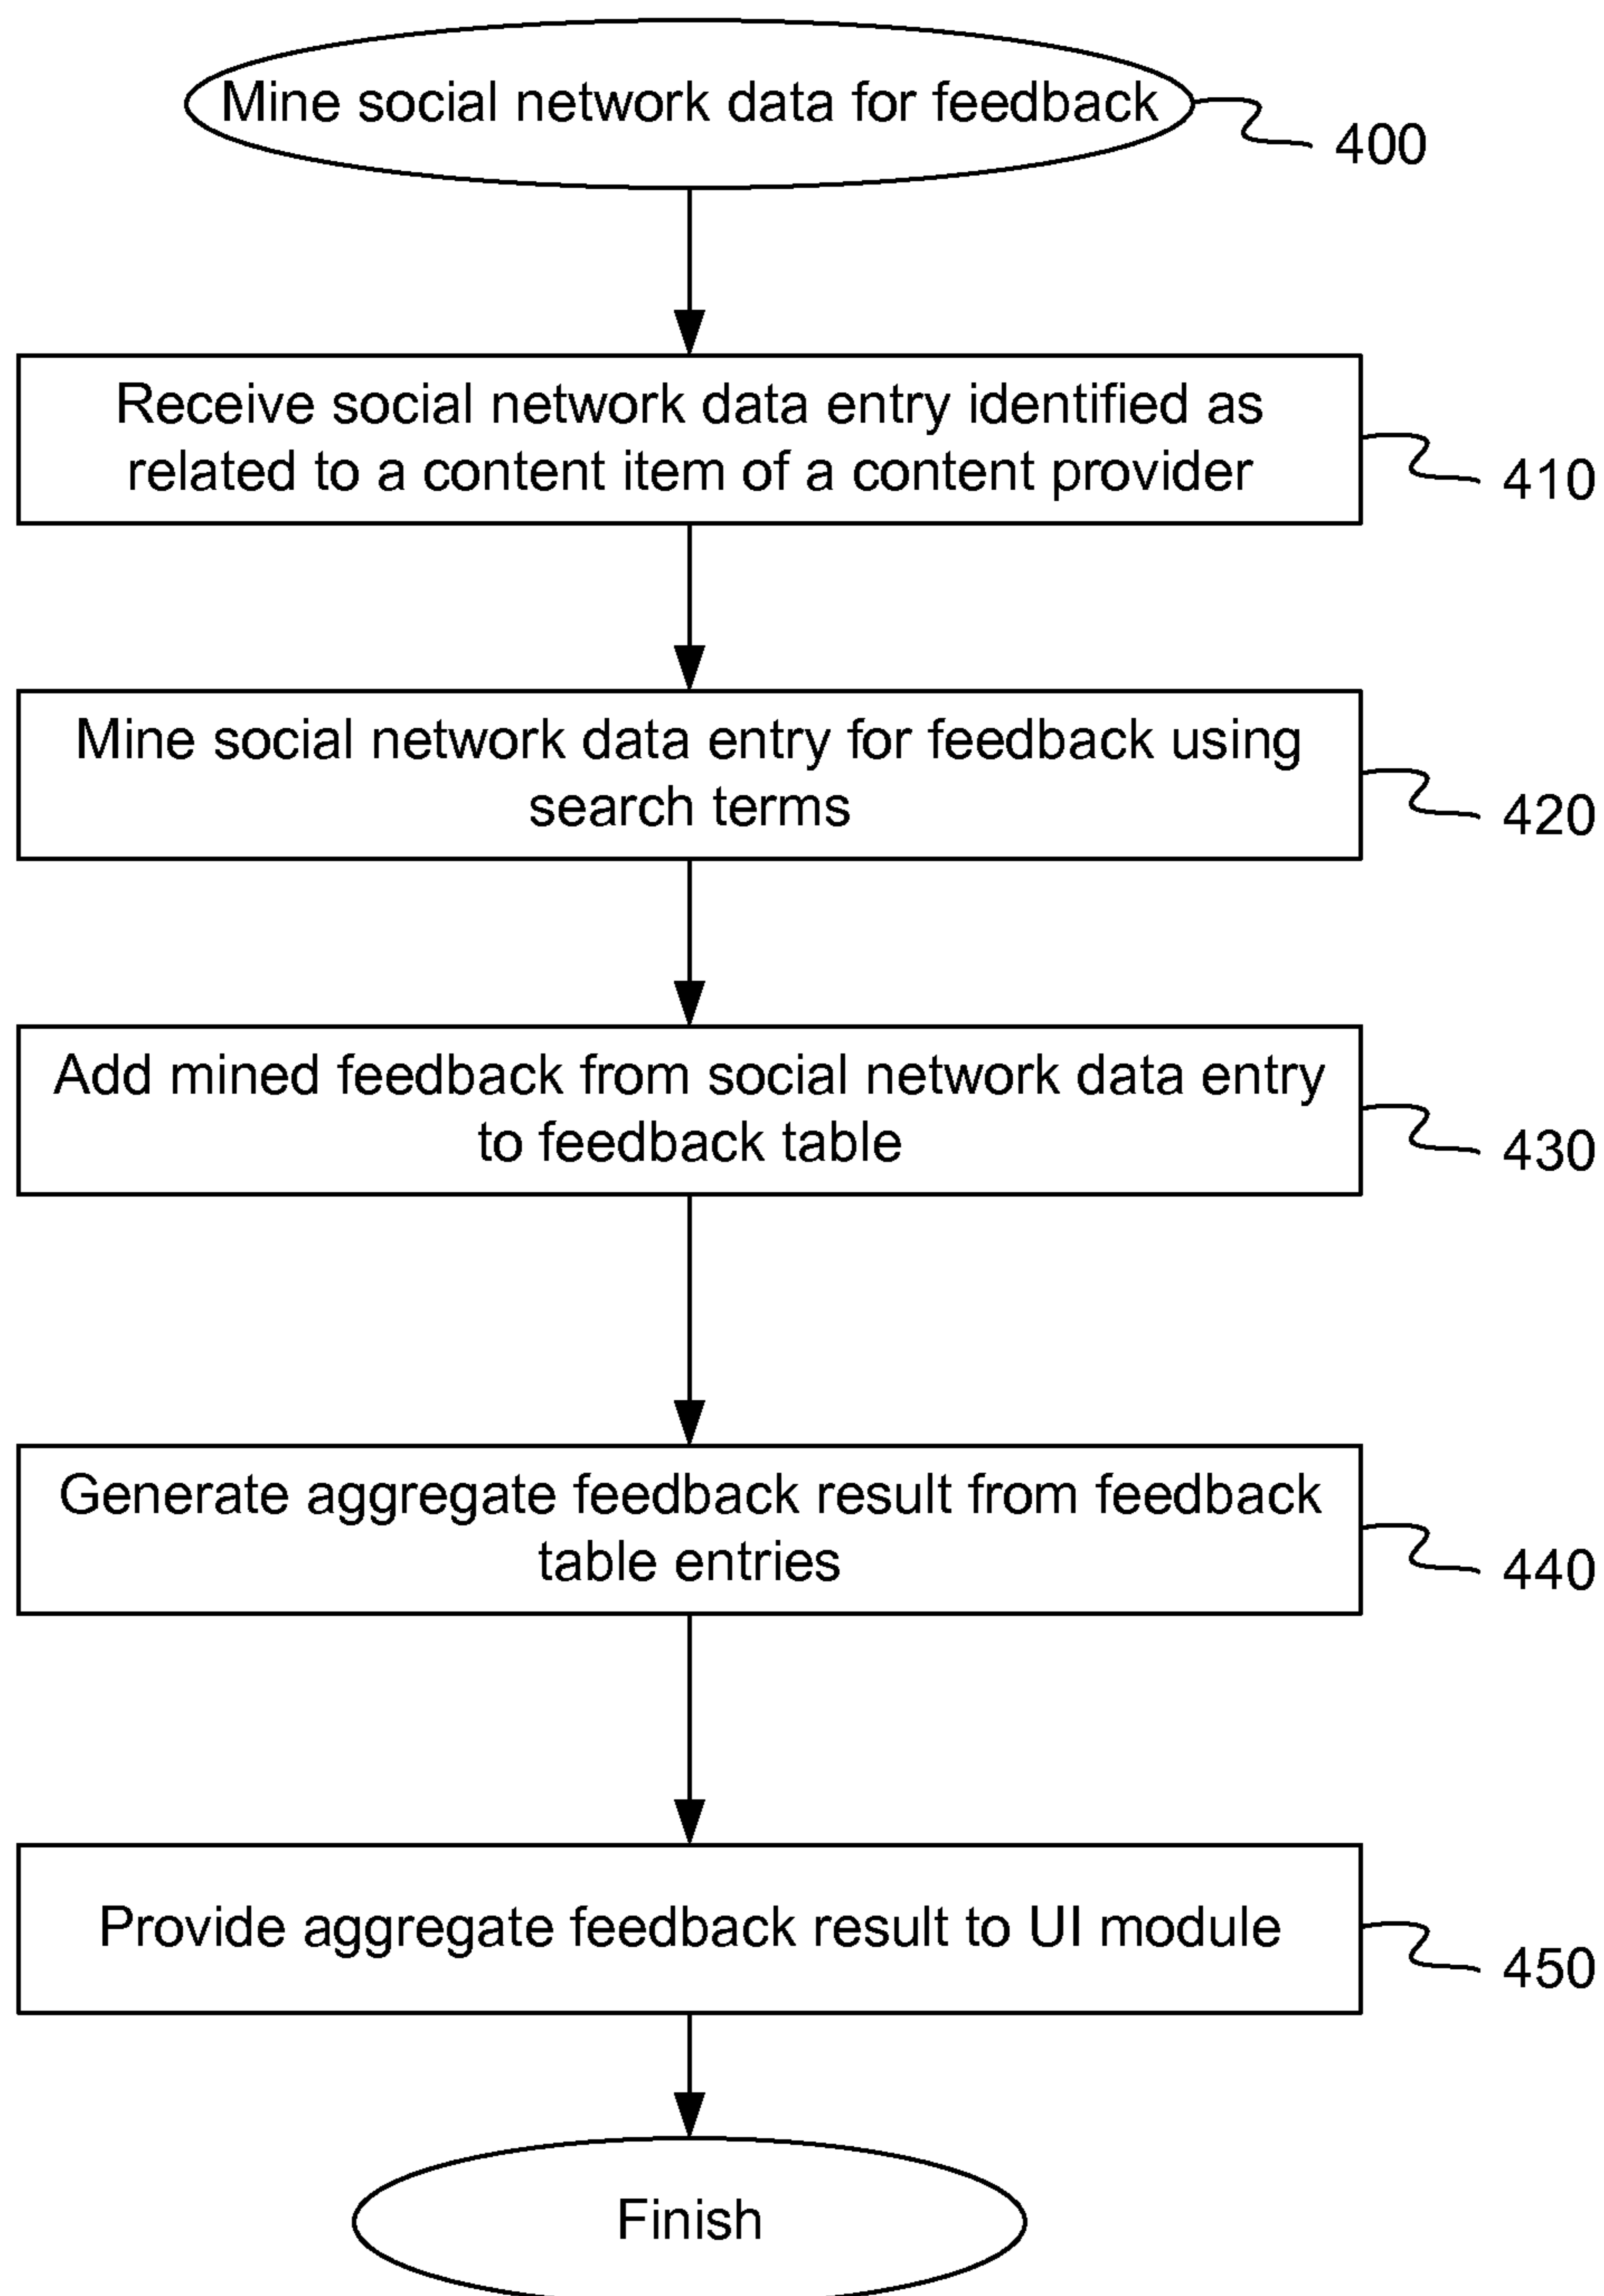 Mine social network data for feedback
400
Receive social network data entry identified as
related to a content item of a content provider
410
Mine social network data entry for feedback using
search terms
420
Add mined feedback from social network data entry
to feedback table
430
Generate aggregate feedback result from feedback
table entries
440
Provide aggregate feedback result to UI module
450
Finish